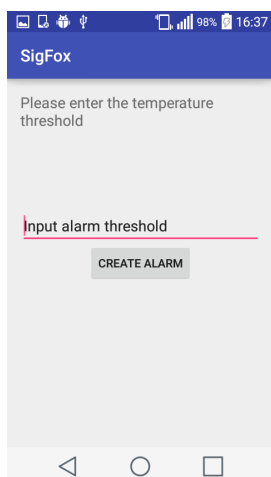 98% 16:37
SigFox
Please enter the temperature
threshold
Input alarm threshold
CREATE ALARM